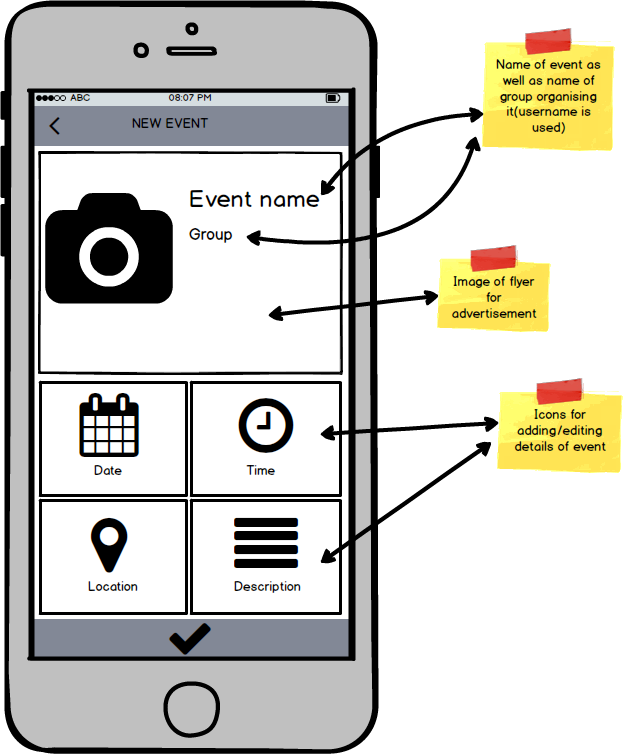 ABC 08:07 PM
NEW EVENT
Event name
Group
Date
Time
Location
Description
Name of event as
well as name of
group organising
it(username is
used)
Image of flyer
for
advertisement
Icons for
adding/editing
details of event